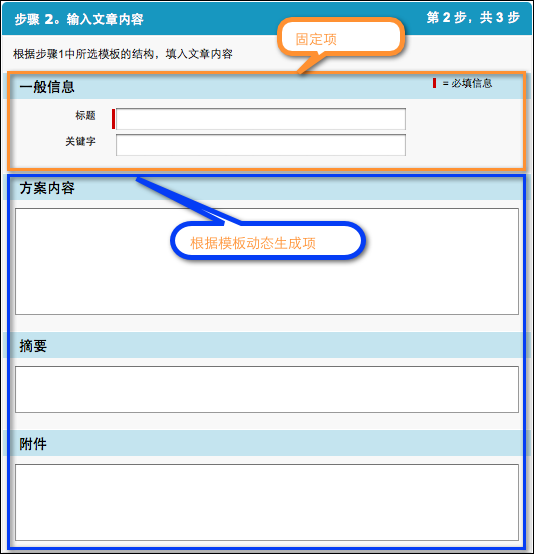 步骤 2。输入文章内容
第 2 步，共 3 步
固定项
根据步骤1中所选模板的结构，填入文章内容
一般信息
= 必填信息
标题
关键字
方案内容
根据模板动态生成项
摘要
附件